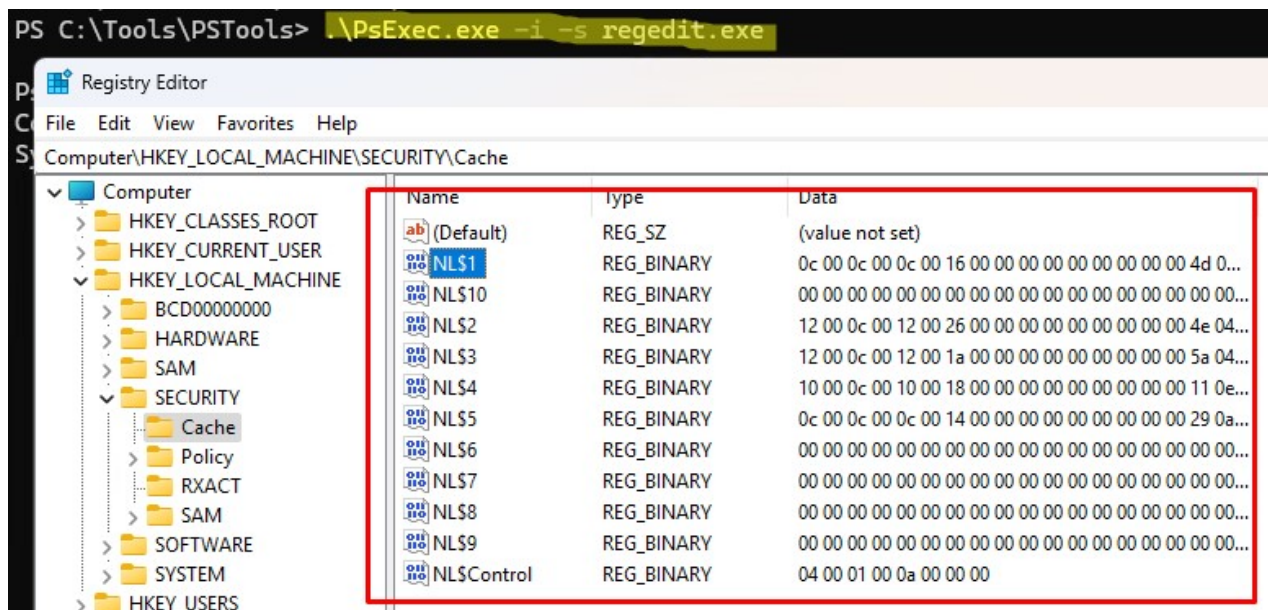 PS C:\Tools\PSTools> .\PsExec.exe -i -s regedit.exe
Registry Editor
File Edit View Favorites Help
Computer\HKEY_LOCAL_MACHINE\SECURITY\Cache
Computer
HKEY_CLASSES_ROOT
HKEY_CURRENT_USER
HKEY_LOCAL_MACHINE
BCD00000000
HARDWARE
SAM
SECURITY
Cache
Policy
RXACT
SAM
SOFTWARE
SYSTEM
HKEY_USERS
Name Type Data
(Default) REG_SZ (value not set)
NL$1 REG_BINARY 0c 00 0c 00 0c 00 16 00 00 00 00 00 00 00 00 00 4d 0...
NL$10 REG_BINARY 00 00 00 00 00 00 00 00 00 00 00 00 00 00 00 00 00 00...
NL$2 REG_BINARY 12 00 0c 00 12 00 26 00 00 00 00 00 00 00 00 00 4e 04...
NL$3 REG_BINARY 12 00 0c 00 12 00 1a 00 00 00 00 00 00 00 00 00 5a 04...
NL$4 REG_BINARY 10 00 0c 00 10 00 18 00 00 00 00 00 00 00 00 00 11 0e...
NL$5 REG_BINARY 0c 00 0c 00 0c 00 14 00 00 00 00 00 00 00 00 00 29 0a...
NL$6 REG_BINARY 00 00 00 00 00 00 00 00 00 00 00 00 00 00 00 00 00 00...
NL$7 REG_BINARY 00 00 00 00 00 00 00 00 00 00 00 00 00 00 00 00 00 00...
NL$8 REG_BINARY 00 00 00 00 00 00 00 00 00 00 00 00 00 00 00 00 00 00...
NL$9 REG_BINARY 00 00 00 00 00 00 00 00 00 00 00 00 00 00 00 00 00 00...
NL$Control REG_BINARY 04 00 01 00 0a 00 00 00